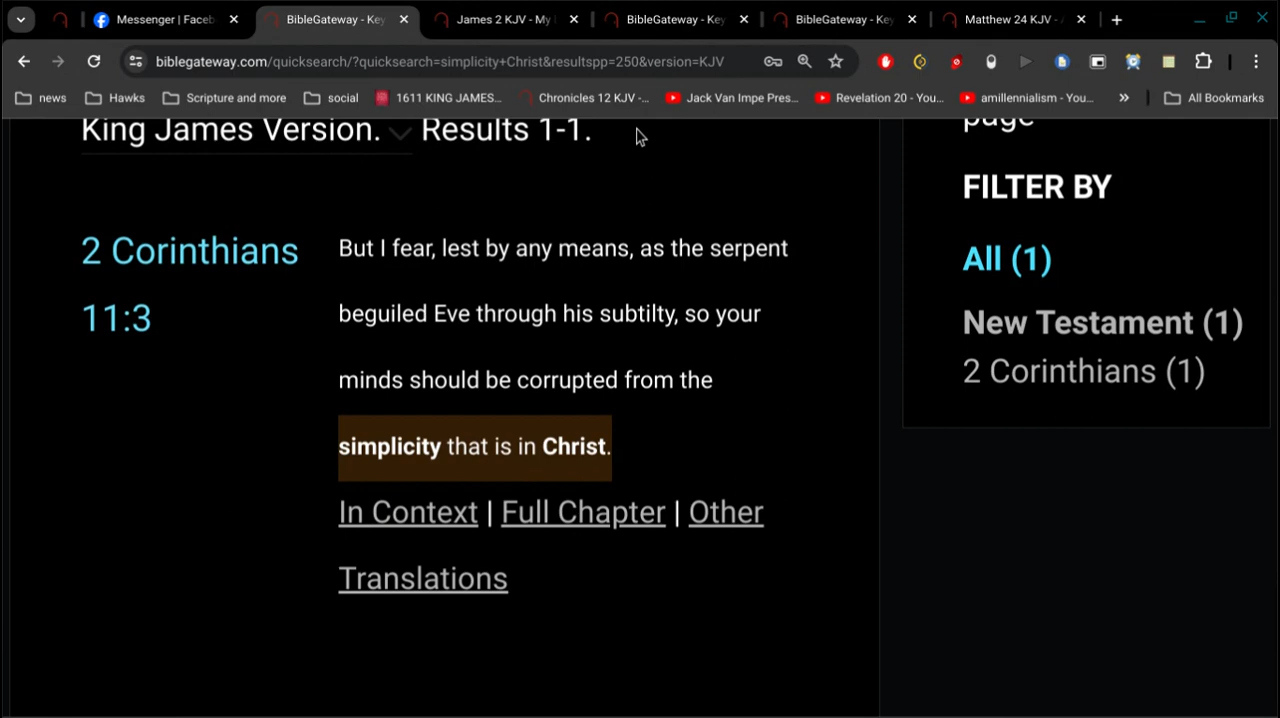 Messenger | Faceb
BibleGateway - Key
James 2 KJV - My
BibleGateway - Key
BibleGateway - Key
Matthew 24 KJV -
biblegateway.com/quicksearch/?quicksearch=simplicity+Christ&resultspp=250&version=KJV
news
Hawks
Scripture and more
social
1611 KING JAMES...
Chronicles 12 KJV -...
Jack Van Impe Pres...
Revelation 20 - You...
amillennialism - You...
All Bookmarks
King James Version. Results 1-1.
2 Corinthians
11:3
But I fear, lest by any means, as the serpent
beguiled Eve through his subtilty, so your
minds should be corrupted from the
simplicity that is in Christ.
In Context | Full Chapter | Other
Translations
page
FILTER BY
All (1)
New Testament (1)
2 Corinthians (1)